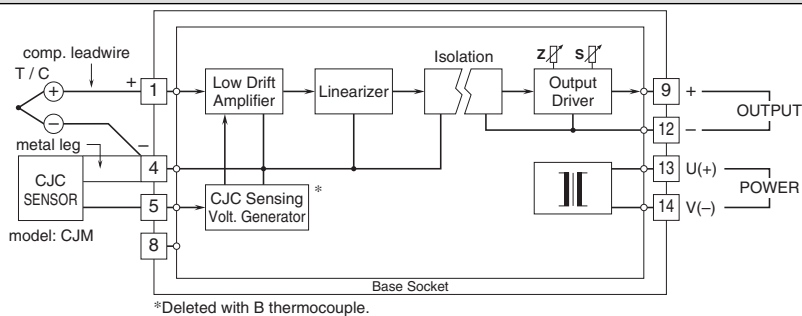 comp. leadwire
T / C
+
–
+
–
metal leg
CJC
SENSOR
model: CJM
1
4
5
8
Low Drift
Amplifier
Linearizer
Isolation
Z
S
Output
Driver
CJC Sensing
Volt. Generator
*
9
+
12
–
OUTPUT
13
U(+)
14
V(–)
POWER
Base Socket
*Deleted with B thermocouple.